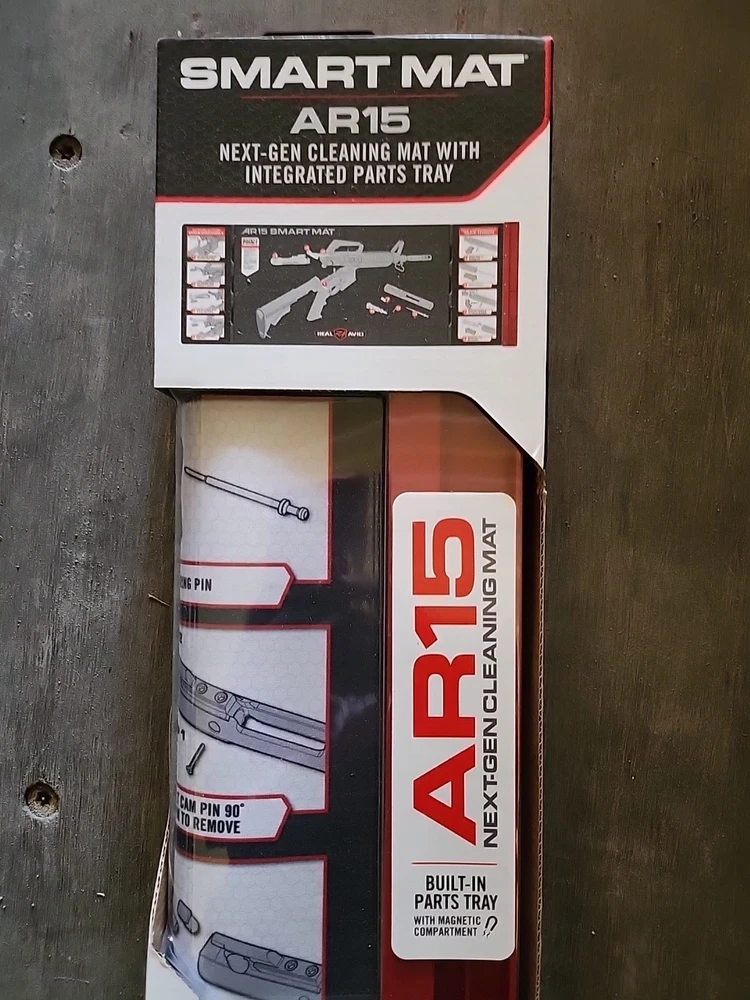 SMART MAT
AR15
NEXT-GEN CLEANING MAT WITH
INTEGRATED PARTS TRAY
AR15 SMART MAT
REAL AVID
PIN
CAM PIN 90°
TO REMOVE
AR15
NEXT-GEN CLEANING MAT
BUILT-IN
PARTS TRAY
WITH MAGNETIC
COMPARTMENT